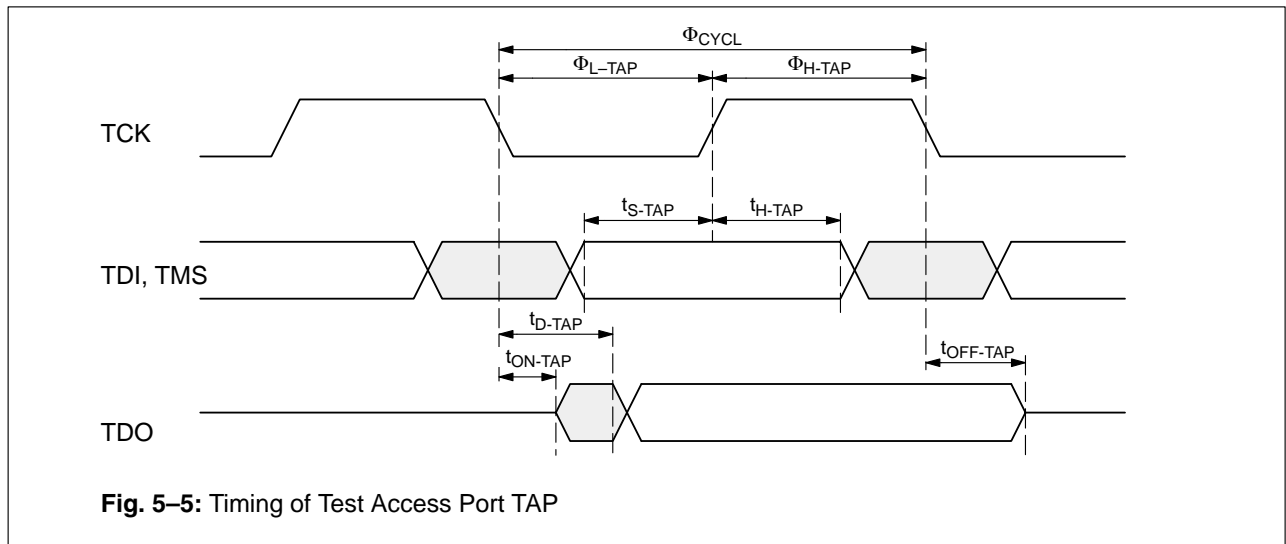 ΦCYCL
ΦL–TAP ΦH-TAP
TCK
tS-TAP tH-TAP
TDI, TMS
tD-TAP
tON-TAP tOFF-TAP
TDO
Fig. 5–5: Timing of Test Access Port TAP